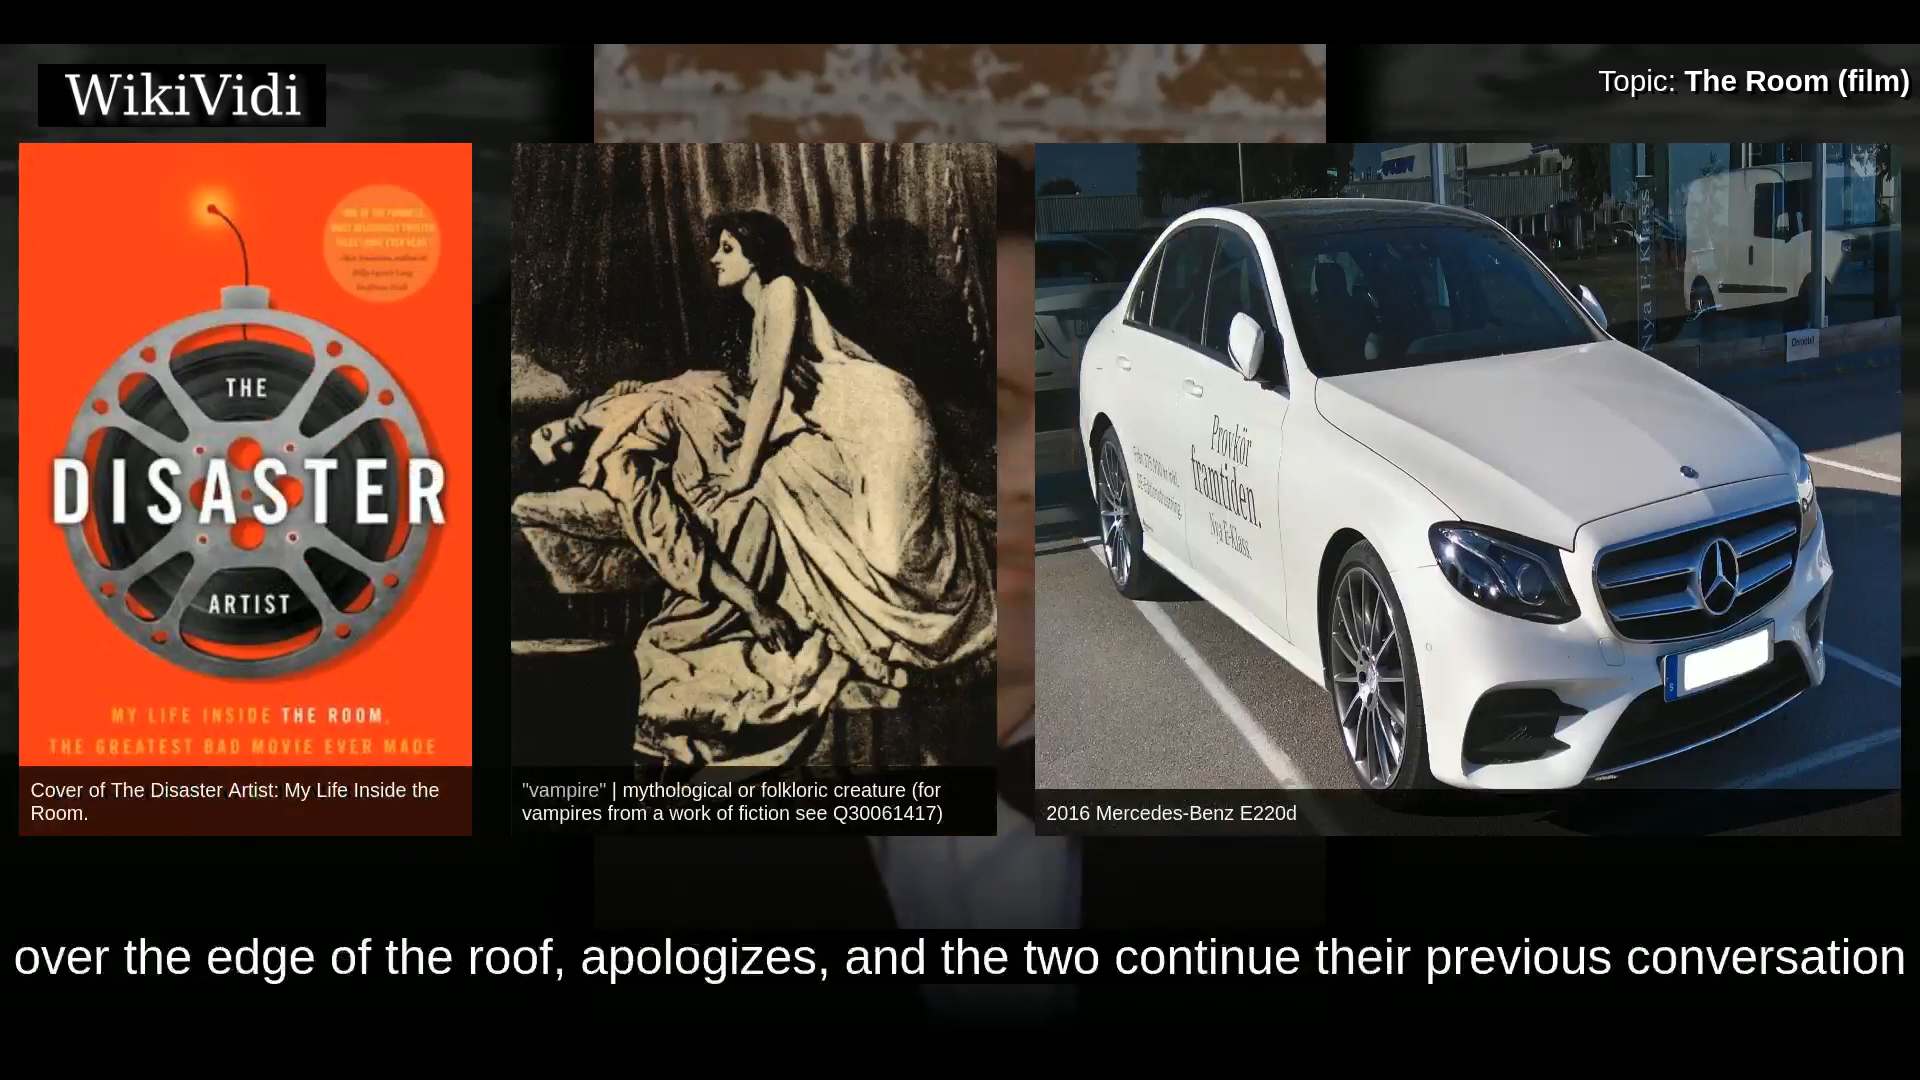 WikiVidi
Topic: The Room (film)
THE
DISASTER
ARTIST
MY LIFE INSIDE THE ROOM,
THE GREATEST BAD MOVIE EVER MADE
Cover of The Disaster Artist: My Life Inside the
Room.
"vampire" | mythological or folkloric creature (for
vampires from a work of fiction see Q30061417)
Provkör
framtiden.
Nya E-Klass.
Nya E-Klass
2016 Mercedes-Benz E220d
over the edge of the roof, apologizes, and the two continue their previous conversation